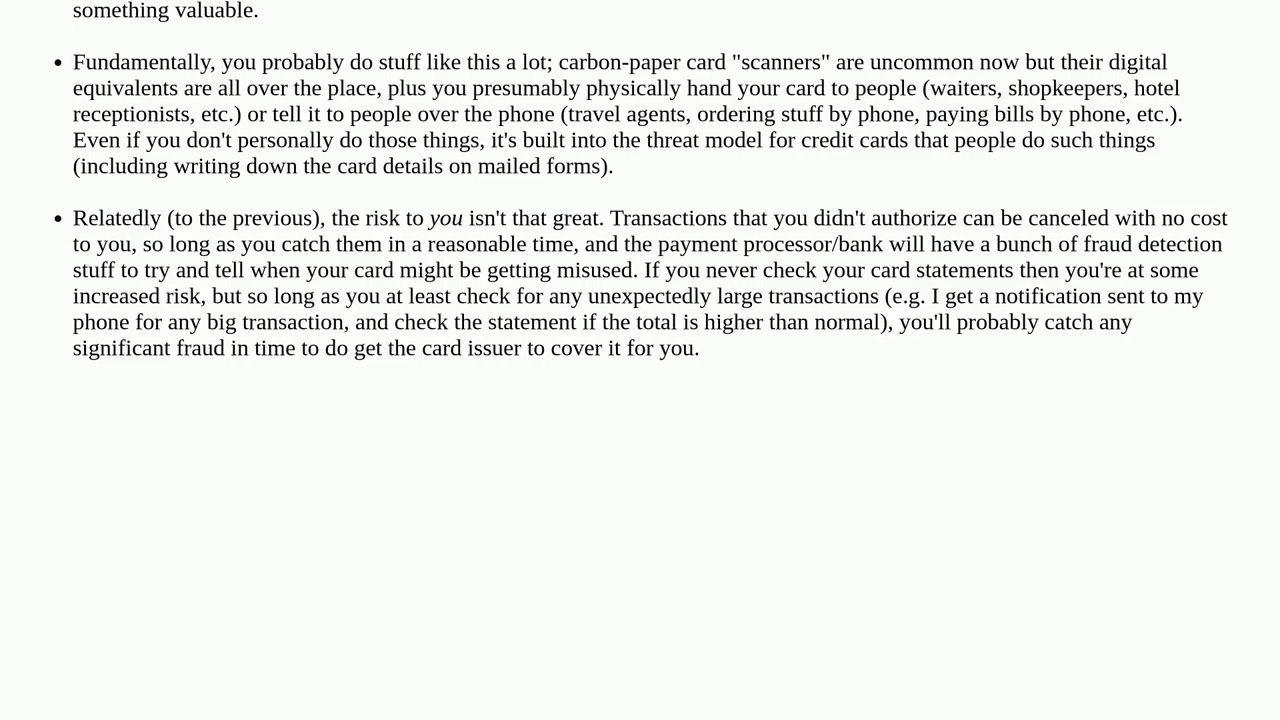 something valuable.
• Fundamentally, you probably do stuff like this a lot; carbon-paper card "scanners" are uncommon now but their digital
equivalents are all over the place, plus you presumably physically hand your card to people (waiters, shopkeepers, hotel
receptionists, etc.) or tell it to people over the phone (travel agents, ordering stuff by phone, paying bills by phone, etc.).
Even if you don't personally do those things, it's built into the threat model for credit cards that people do such things
(including writing down the card details on mailed forms).
• Relatedly (to the previous), the risk to you isn't that great. Transactions that you didn't authorize can be canceled with no cost
to you, so long as you catch them in a reasonable time, and the payment processor/bank will have a bunch of fraud detection
stuff to try and tell when your card might be getting misused. If you never check your card statements then you're at some
increased risk, but so long as you at least check for any unexpectedly large transactions (e.g. I get a notification sent to my
phone for any big transaction, and check the statement if the total is higher than normal), you'll probably catch any
significant fraud in time to do get the card issuer to cover it for you.